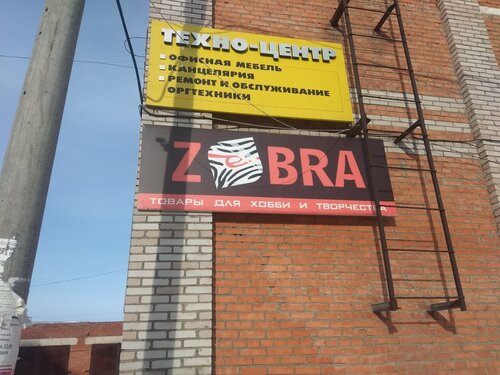 ТЕХНО-ЦЕНТР
ОФИСНАЯ МЕБЕЛЬ
КАНЦЕЛЯРИЯ
РЕМОНТ И ОБСЛУЖИВАНИЕ
ОРГТЕХНИКИ
ZEBRA
ТОВАРЫ ДЛЯ ХОББИ И ТВОРЧЕСТВА